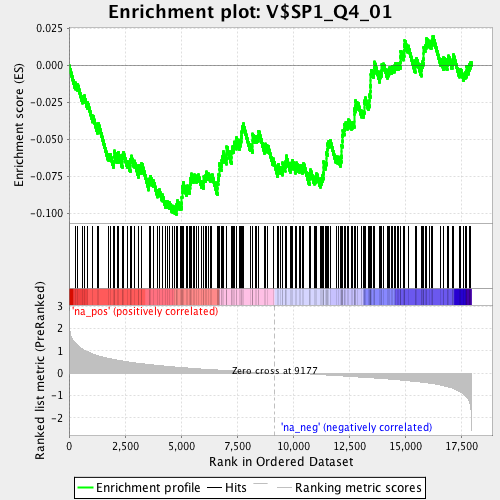 Enrichment plot: V$SP1_Q4_01
Enrichment score (ES)
0.025
0.000
-0.025
-0.050
-0.075
-0.100
'na_pos' (positively correlated)
Ranked list metric (PreRanked)
3
2
1
0
-1
-2
Zero cross at 9177
'na_neg' (negatively correlated)
0
2,500
5,000
7,500
10,000
12,500
15,000
17,500
Rank in Ordered Dataset
Enrichment profile
Hits
Ranking metric scores